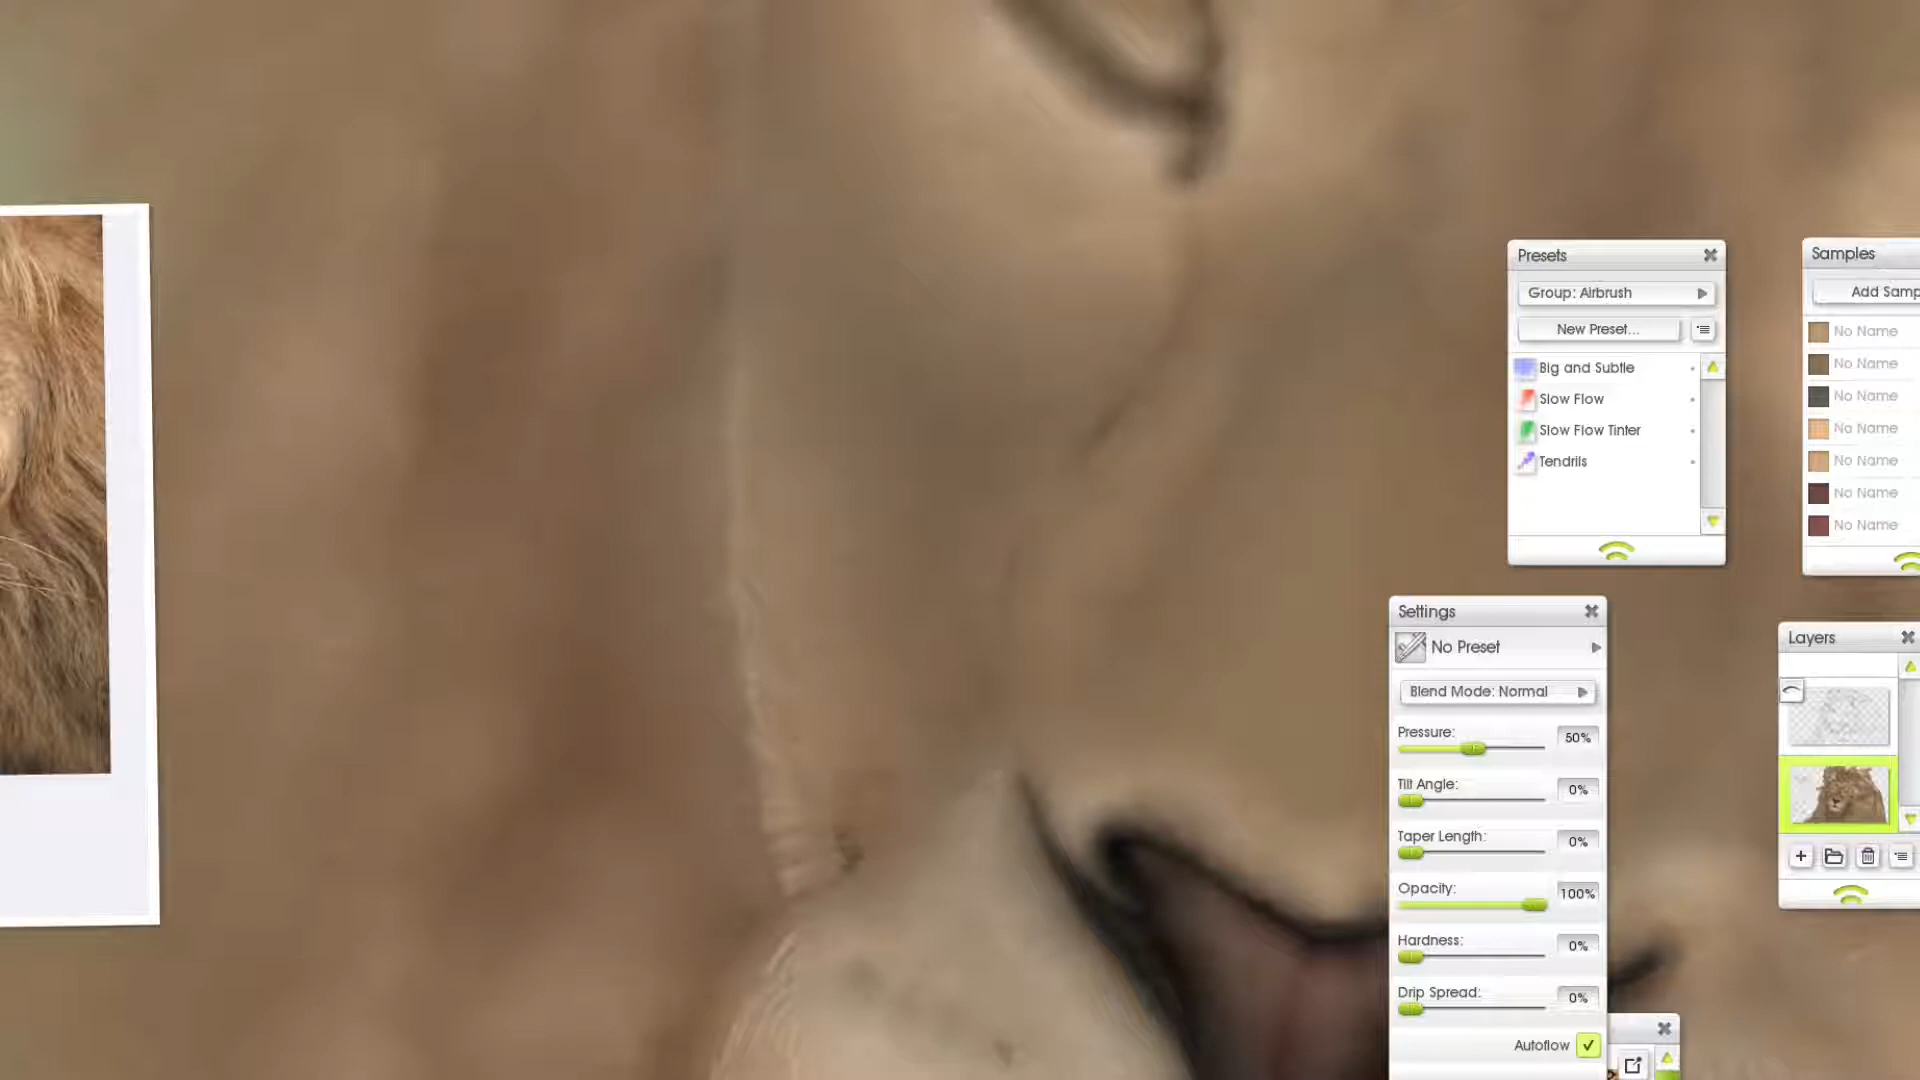 Presets
Group: Airbrush
New Preset...
Big and Subtle
Slow Flow
Slow Flow Tinter
Tendrils
Samples
Add Samp
No Name
No Name
No Name
No Name
No Name
No Name
No Name
Settings
No Preset
Blend Mode: Normal
Pressure:
50%
Tilt Angle:
0%
Taper Length:
0%
Opacity:
100%
Hardness:
0%
Drip Spread:
0%
Autoflow
Layers